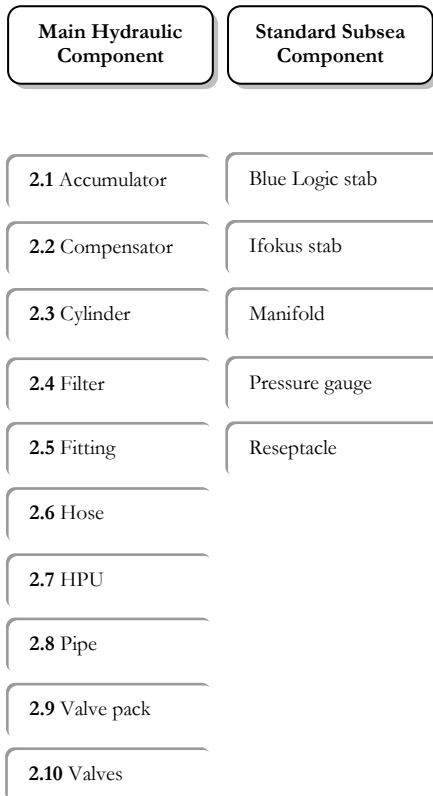 Main Hydraulic
Component
Standard Subsea
Component
2.1 Accumulator
Blue Logic stab
2.2 Compensator
Ifokus stab
2.3 Cylinder
Manifold
2.4 Filter
Pressure gauge
2.5 Fitting
Reseptacle
2.6 Hose
2.7 HPU
2.8 Pipe
2.9 Valve pack
2.10 Valves